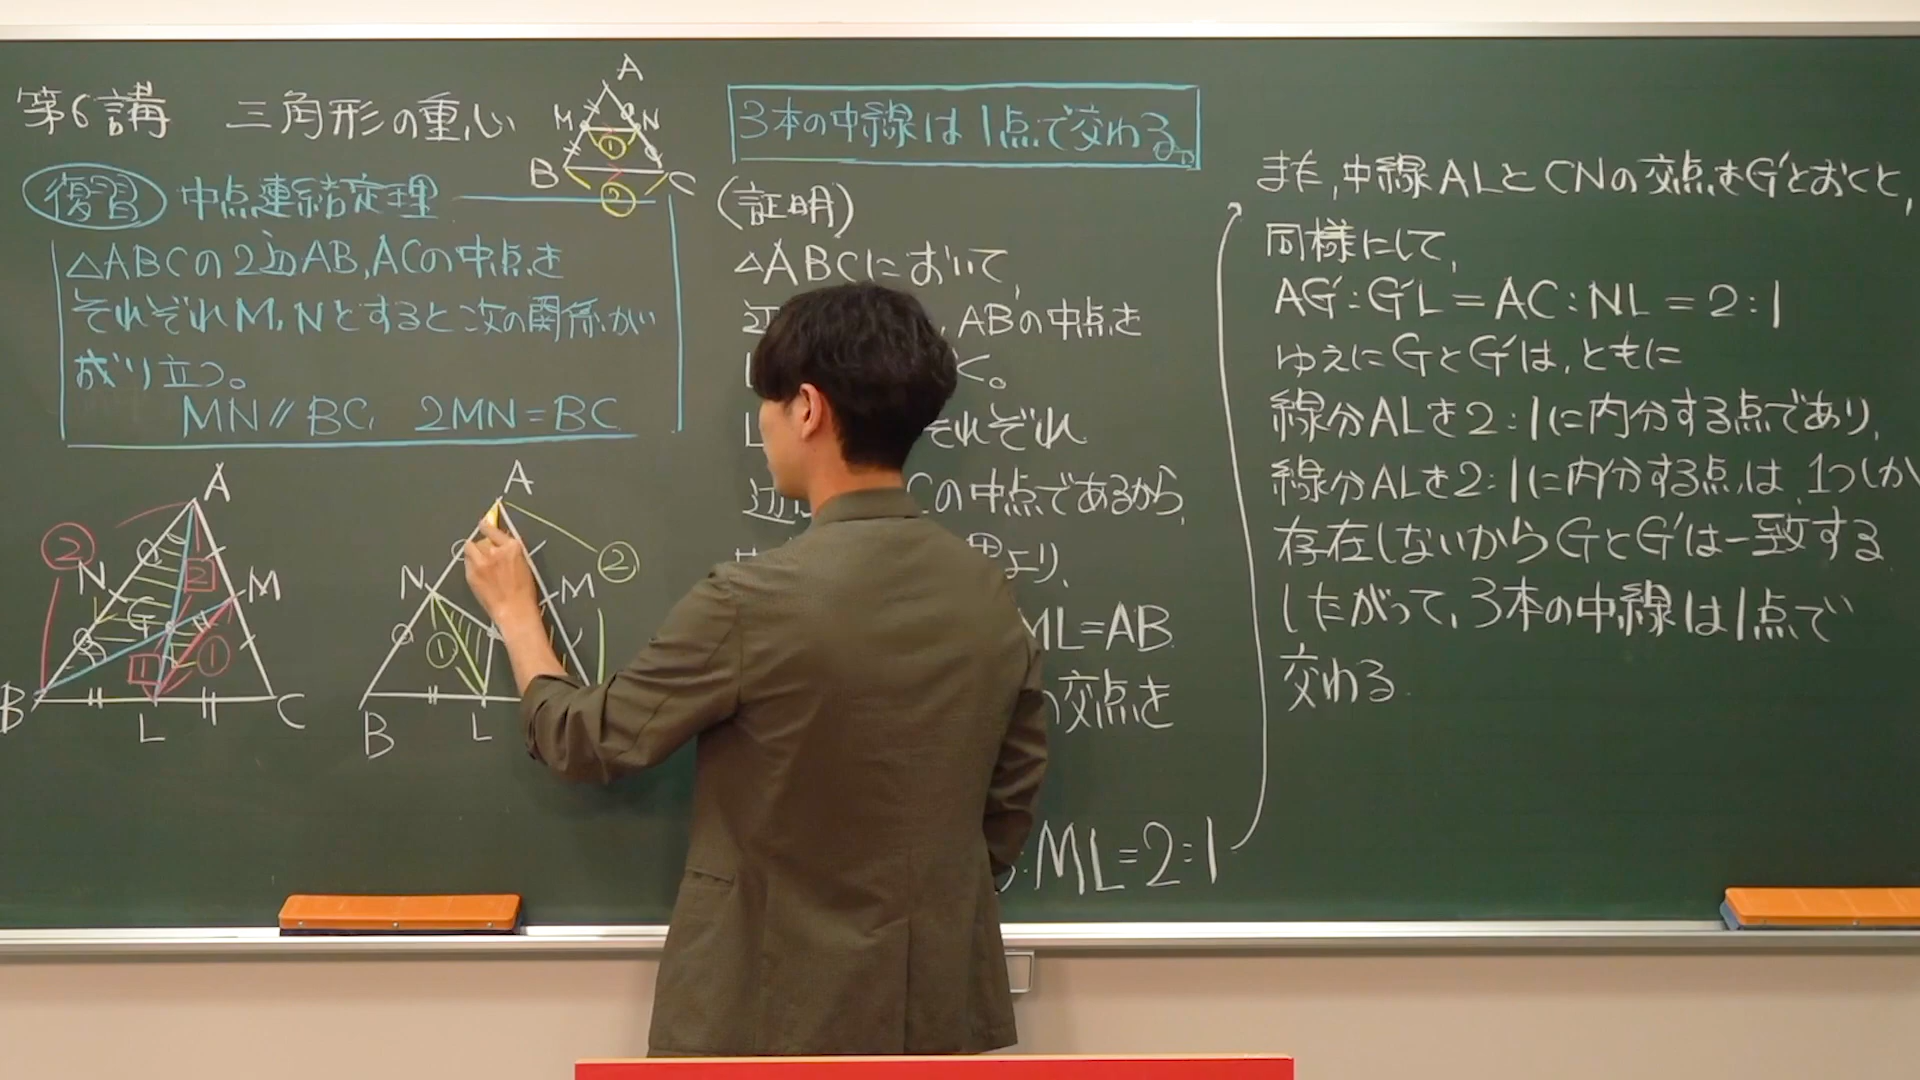 第6講 三角形の重心
A
M N
①
B C
②
復習 中点連結定理
△ABCの2辺AB,ACの中点を
それぞれM,Nとすると次の関係が
成り立つ。
MN∥BC, 2MN=BC
A
②
N 2 M
G
1 ①
B L C
A
②
N M
①
B L
3本の中線は1点で交わる。
(証明)
△ABCにおいて,
辺 ,ABの中点を
L く。
L それぞれ
辺 Cの中点であるから,
より,
ML=AB
の交点を
:ML=2:1
また,中線ALとCNの交点をG'とおくと,
同様にして,
AG':G'L=AC:NL=2:1
ゆえにGとG'は,ともに
線分ALを2:1に内分する点であり,
線分ALを2:1に内分する点は,1つしか
存在しないからGとG'は一致する
したがって,3本の中線は1点で
交わる.